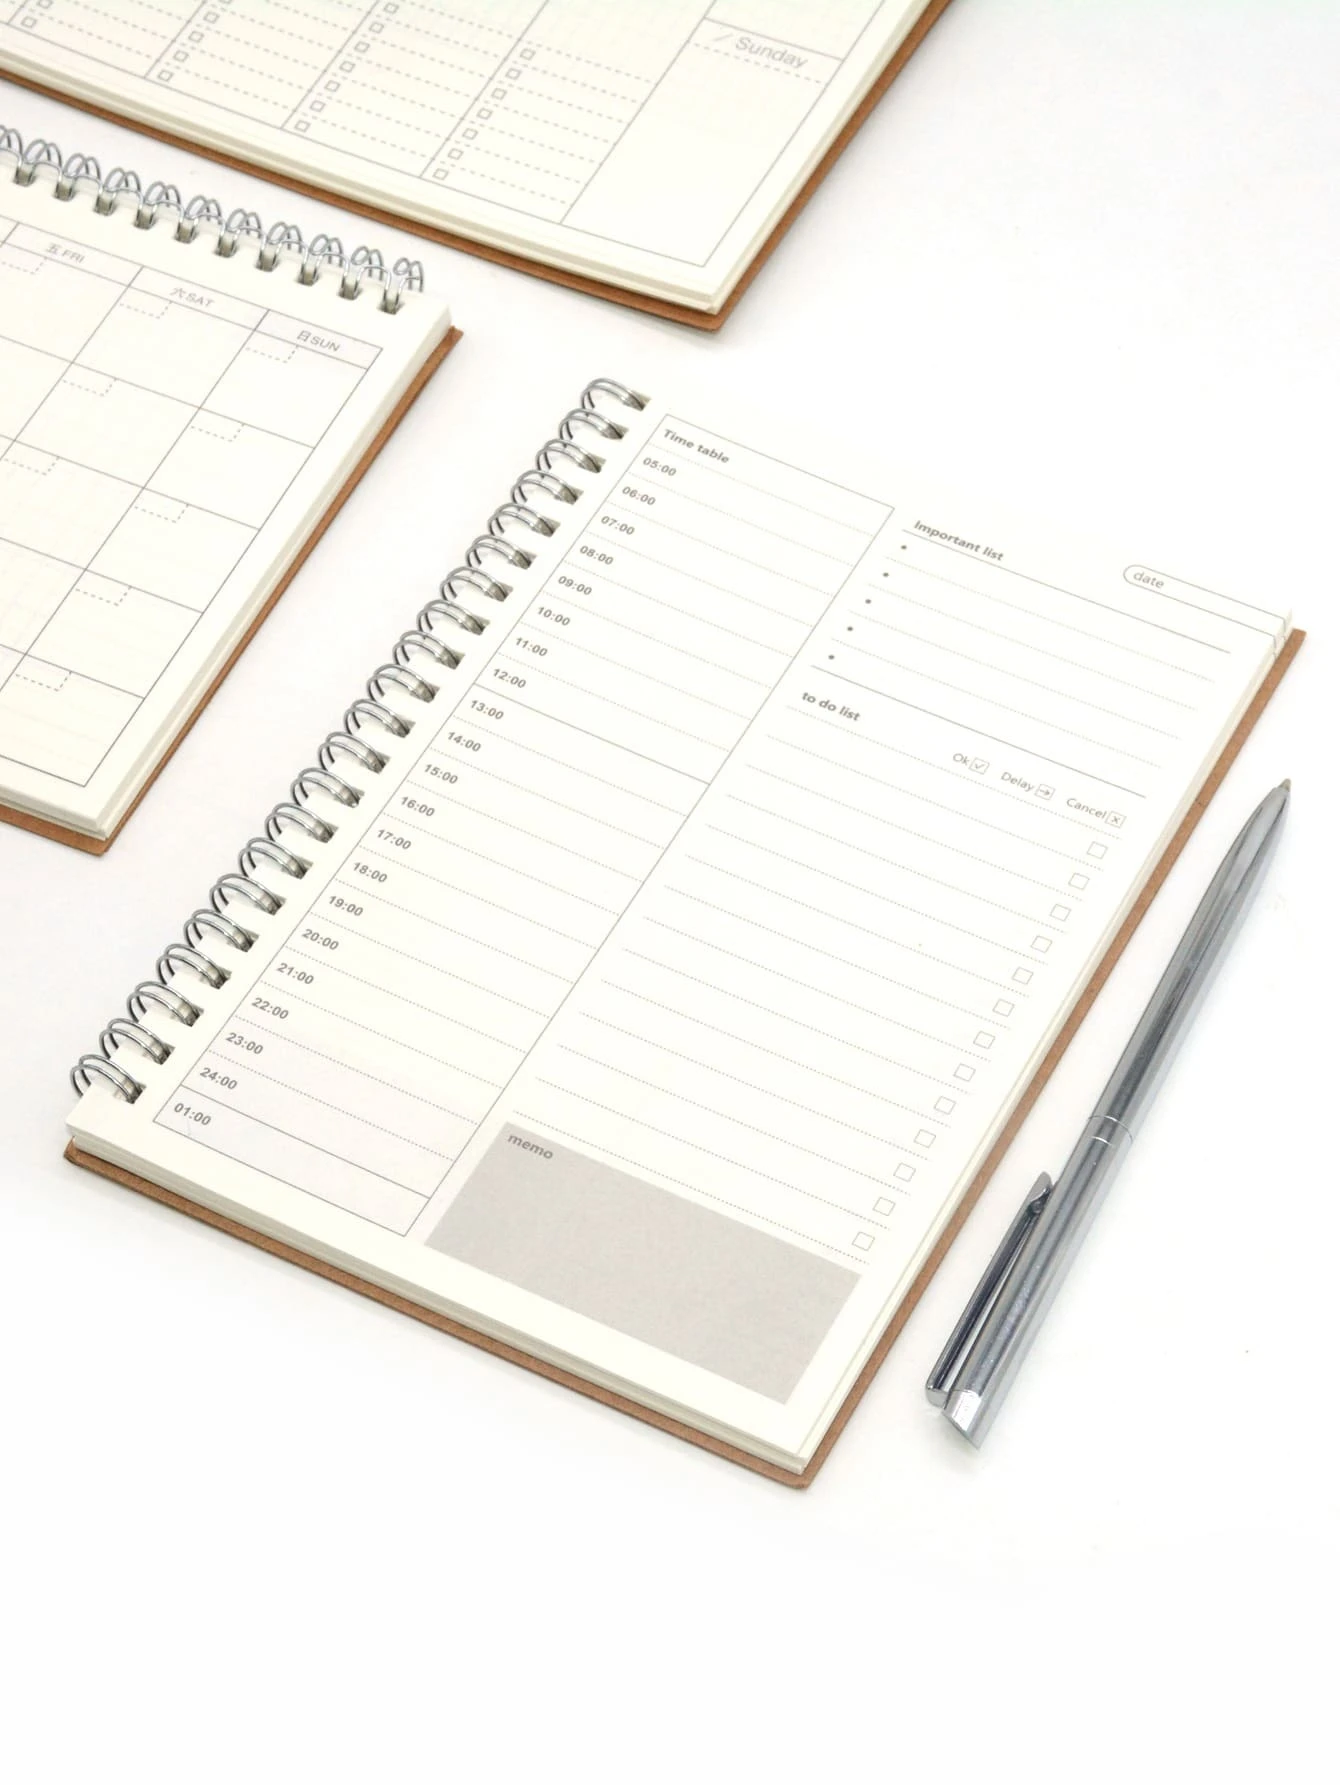 Sunday
五 FRI
六 SAT
日 SUN
Time table
05:00
06:00
07:00
08:00
09:00
10:00
11:00
12:00
13:00
14:00
15:00
16:00
17:00
18:00
19:00
20:00
21:00
22:00
23:00
24:00
01:00
Important list
date
to do list
Ok Delay Cancel
memo